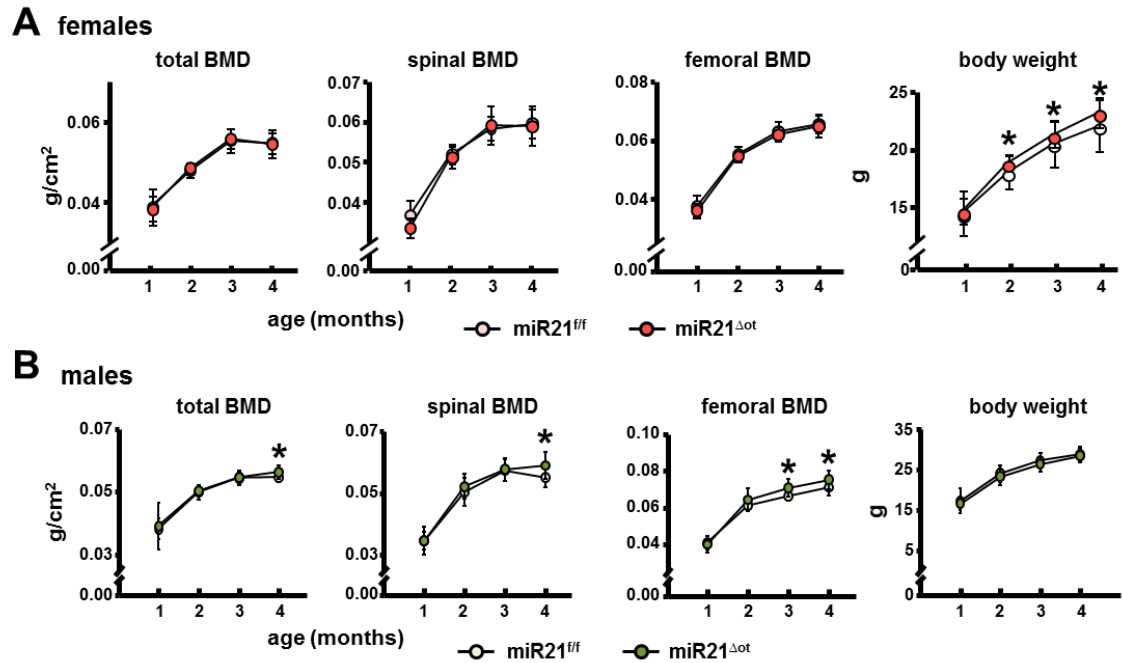 A females
total BMD spinal BMD femoral BMD body weight
g/cm²
0.06
0.04
0.00
1 2 3 4
0.07
0.06
0.05
0.04
0.00
1 2 3 4
0.08
0.06
0.04
0.00
1 2 3 4
g
25
20
15
0
* * *
1 2 3 4
age (months)
miR21f/f miR21Δot
B males
total BMD spinal BMD femoral BMD body weight
g/cm²
0.07
0.05
0.03
0.00
*
1 2 3 4
0.07
0.05
0.03
0.00
*
1 2 3 4
0.10
0.08
0.06
0.04
0.00
* *
1 2 3 4
g
35
25
15
5
0
1 2 3 4
age (months)
miR21f/f miR21Δot